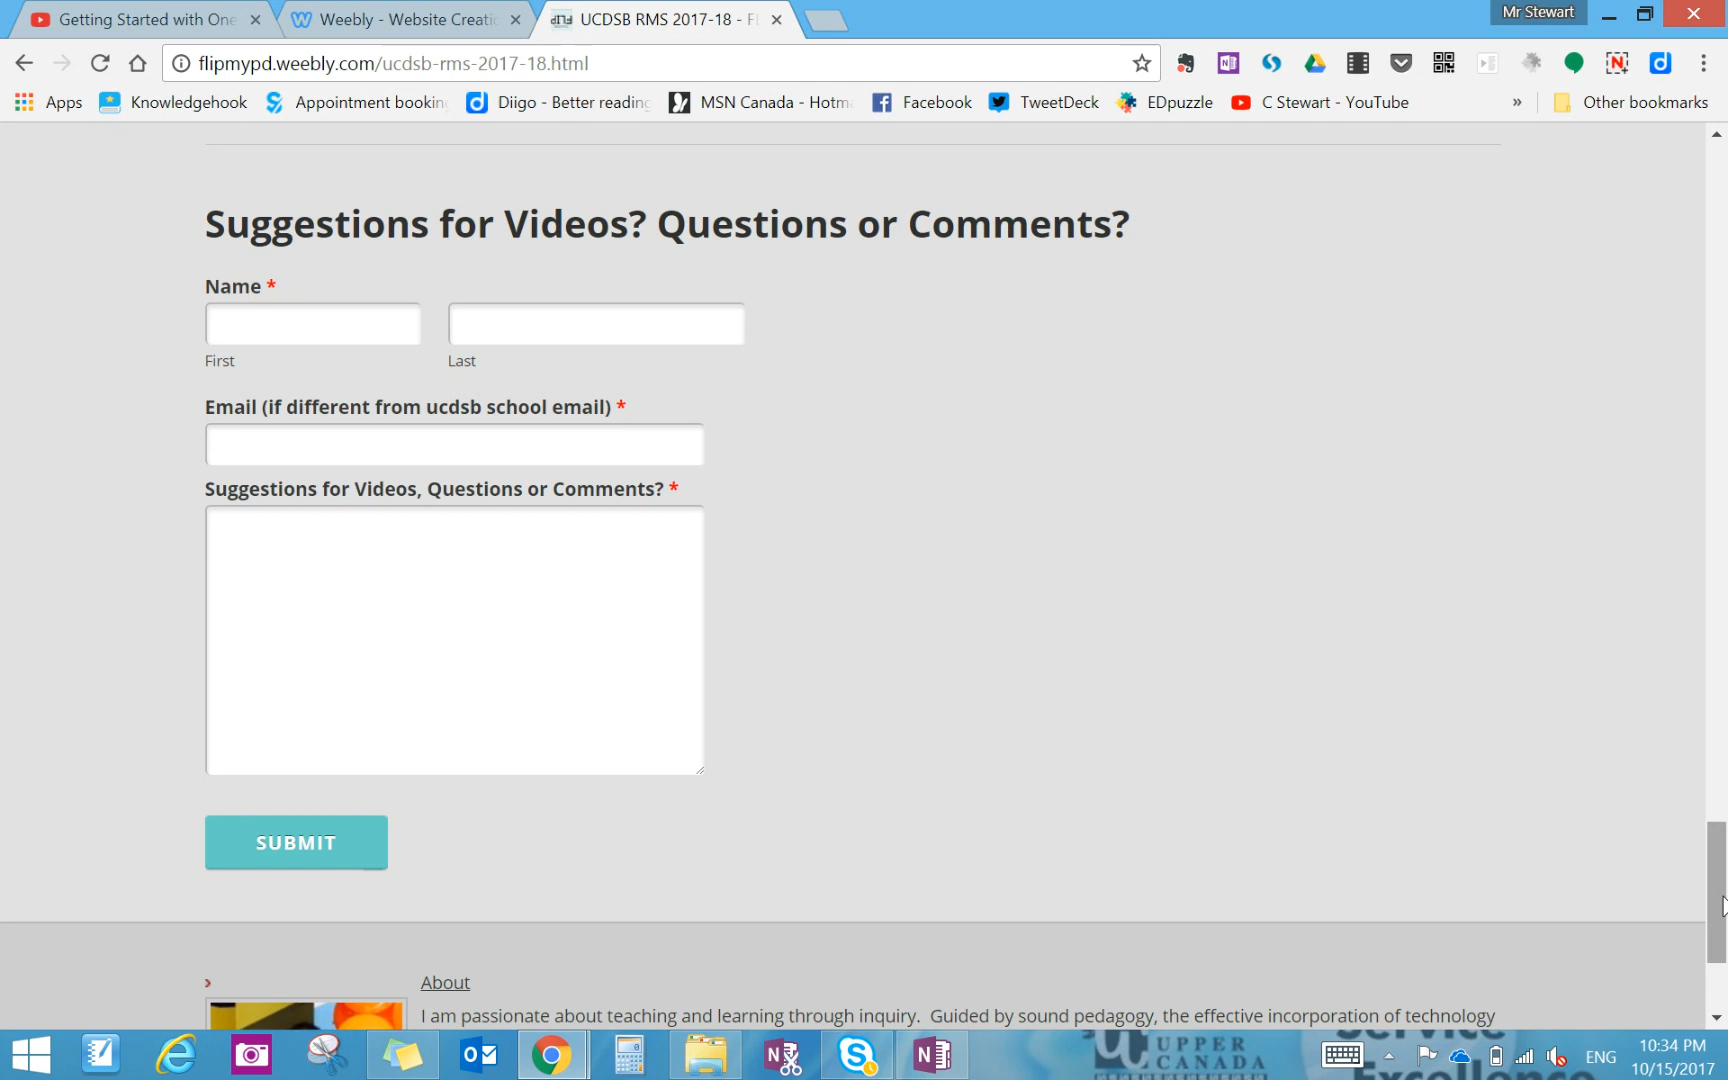 Getting Started with One
Weebly - Website Creatio
UCDSB RMS 2017-18 - FL
Mr Stewart
flipmypd.weebly.com/ucdsb-rms-2017-18.html
Apps
Knowledgehook
Appointment booking
Diigo - Better reading
MSN Canada - Hotm
Facebook
TweetDeck
EDpuzzle
C Stewart - YouTube
»
Other bookmarks
Suggestions for Videos? Questions or Comments?
Name *
First
Last
Email (if different from ucdsb school email) *
Suggestions for Videos, Questions or Comments? *
SUBMIT
About
I am passionate about teaching and learning through inquiry. Guided by sound pedagogy, the effective incorporation of technology
UPPER
CANADA
ENG
10:34 PM
10/15/2017